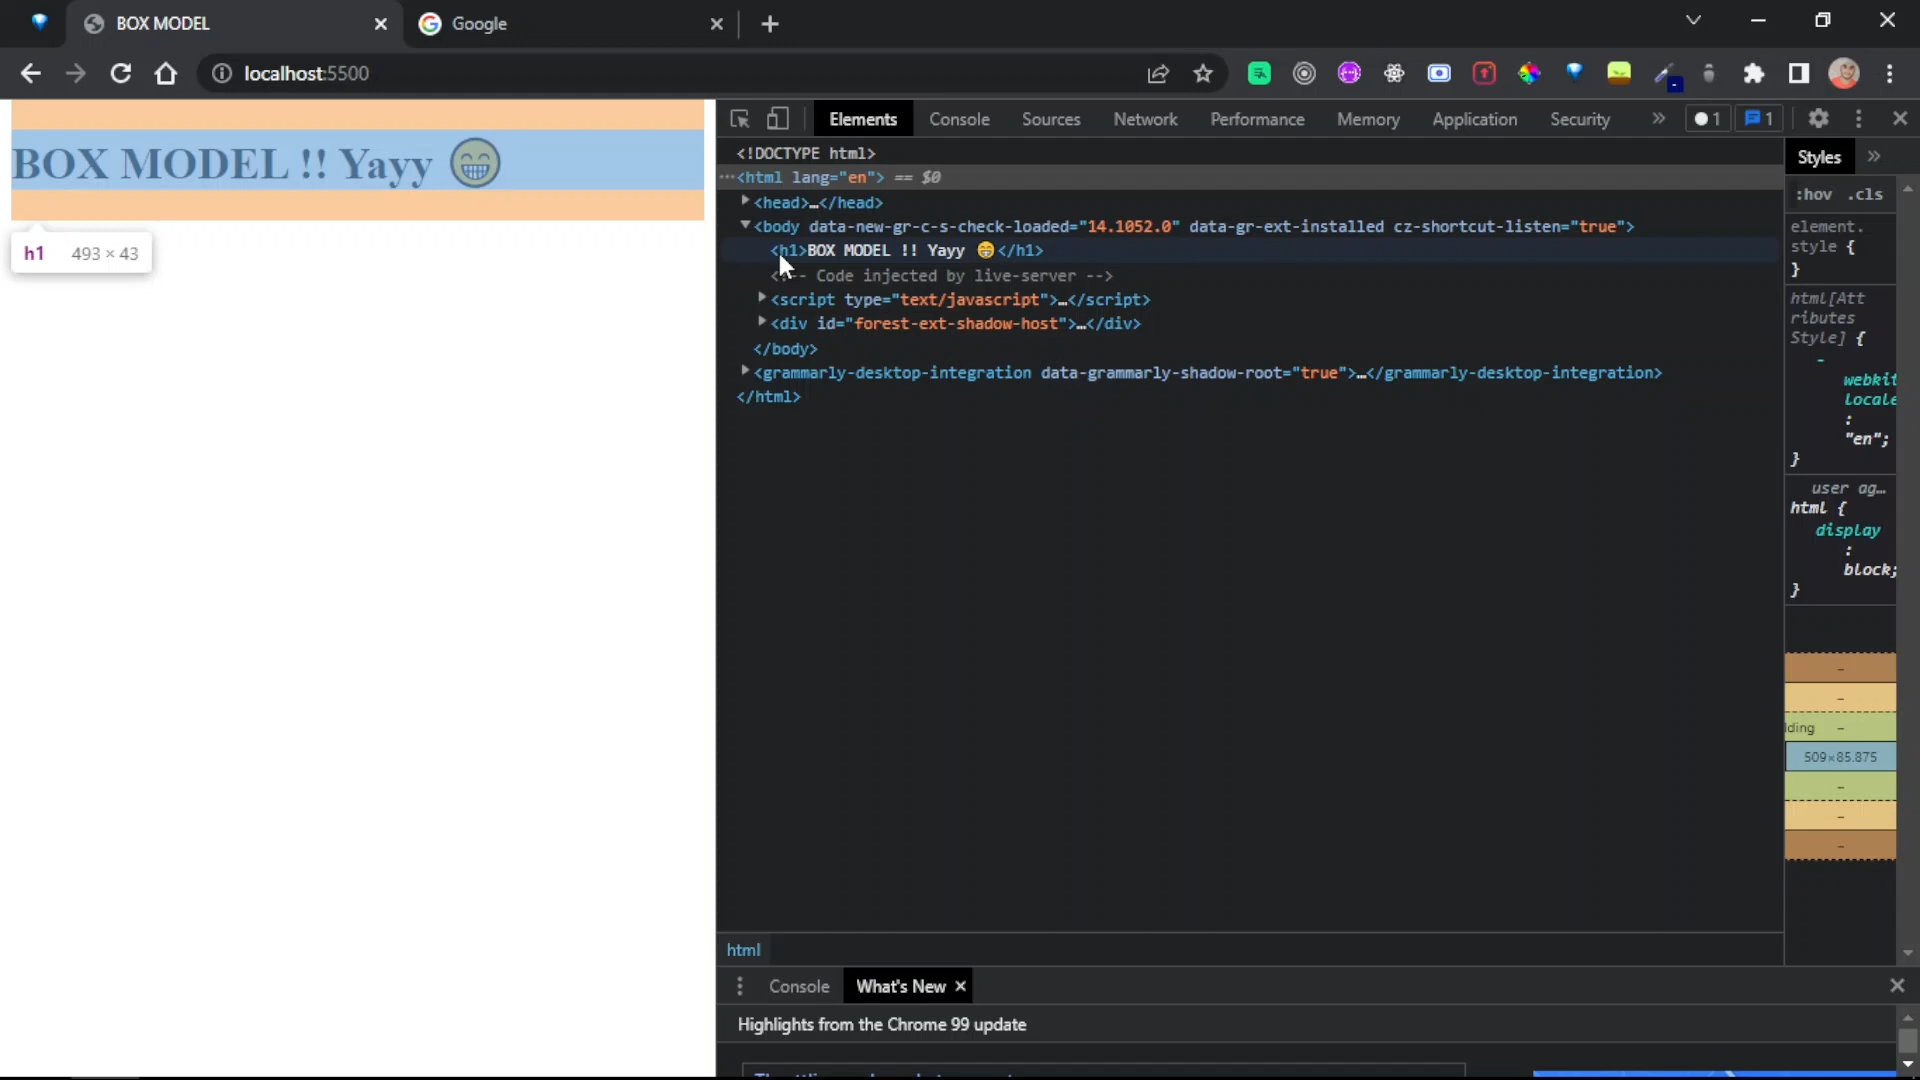 BOX MODEL
Google
localhost:5500
BOX MODEL !! Yayy 😁
h1 493 × 43
Elements Console Sources Network Performance Memory Application Security » 1 1
<!DOCTYPE html>
⋯<html lang="en"> == $0
<head>…</head>
<body data-new-gr-c-s-check-loaded="14.1052.0" data-gr-ext-installed cz-shortcut-listen="true">
<h1>BOX MODEL !! Yayy 😁</h1>
<!-- Code injected by live-server -->
<script type="text/javascript">…</script>
<div id="forest-ext-shadow-host">…</div>
</body>
<grammarly-desktop-integration data-grammarly-shadow-root="true">…</grammarly-desktop-integration>
</html>
html
Styles »
:hov .cls
element.
style {
}
html[Att
ributes
Style] {
-
webkit
locale
:
"en";
}
user ag…
html {
display
:
block;
}
-
-
lding -
509×85.875
-
-
-
Console What's New
Highlights from the Chrome 99 update